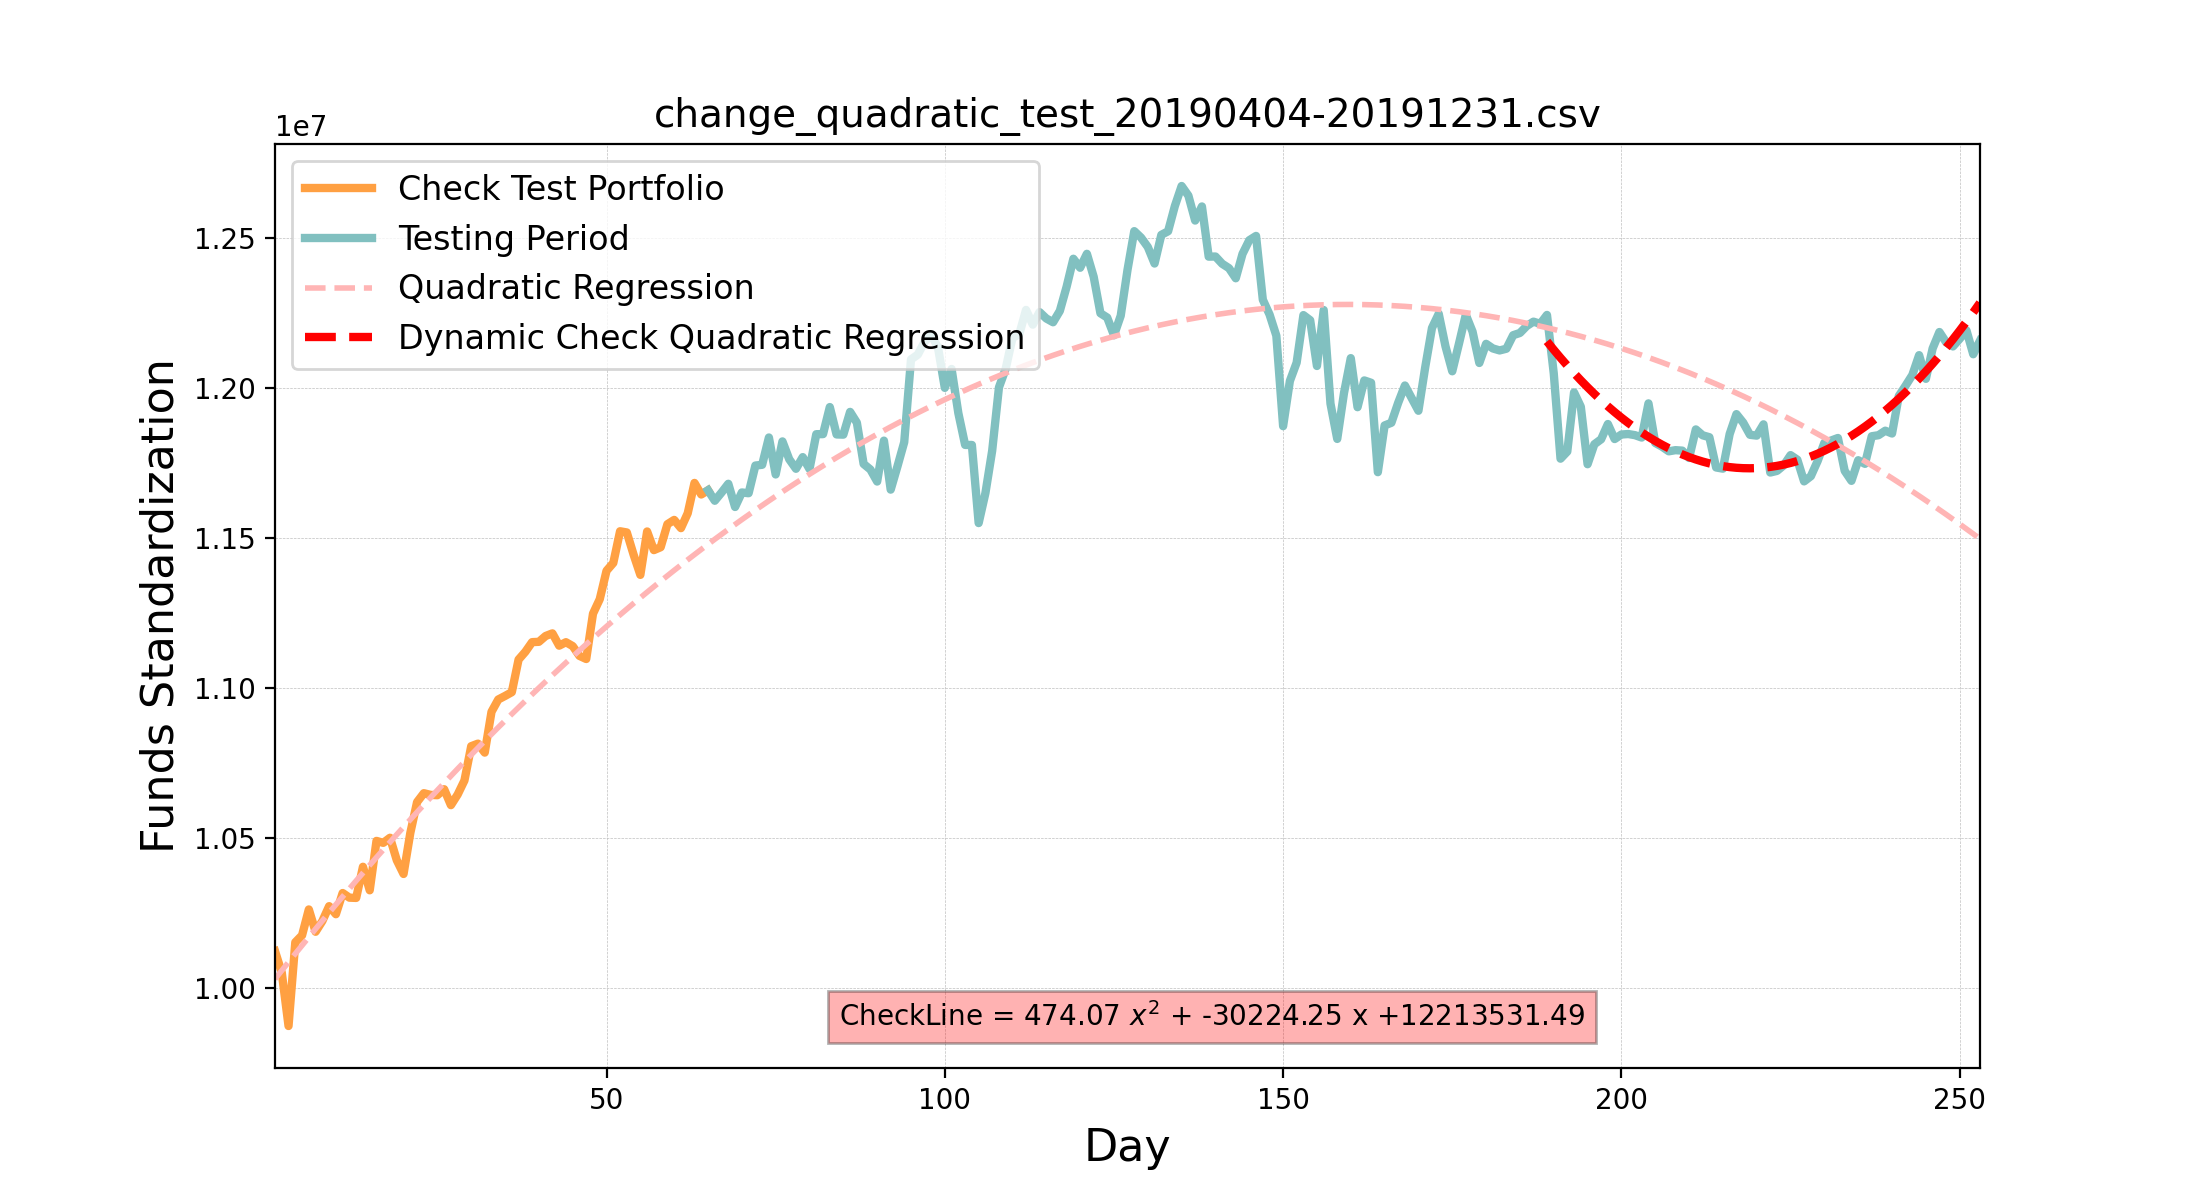 change_quadratic_test_20190404-20191231.csv
1e7
Check Test Portfolio
Testing Period
Quadratic Regression
Dynamic Check Quadratic Regression
1.25
1.20
1.15
1.10
1.05
1.00
Funds Standardization
CheckLine = 474.07 x² + -30224.25 x +12213531.49
50 100 150 200 250
Day